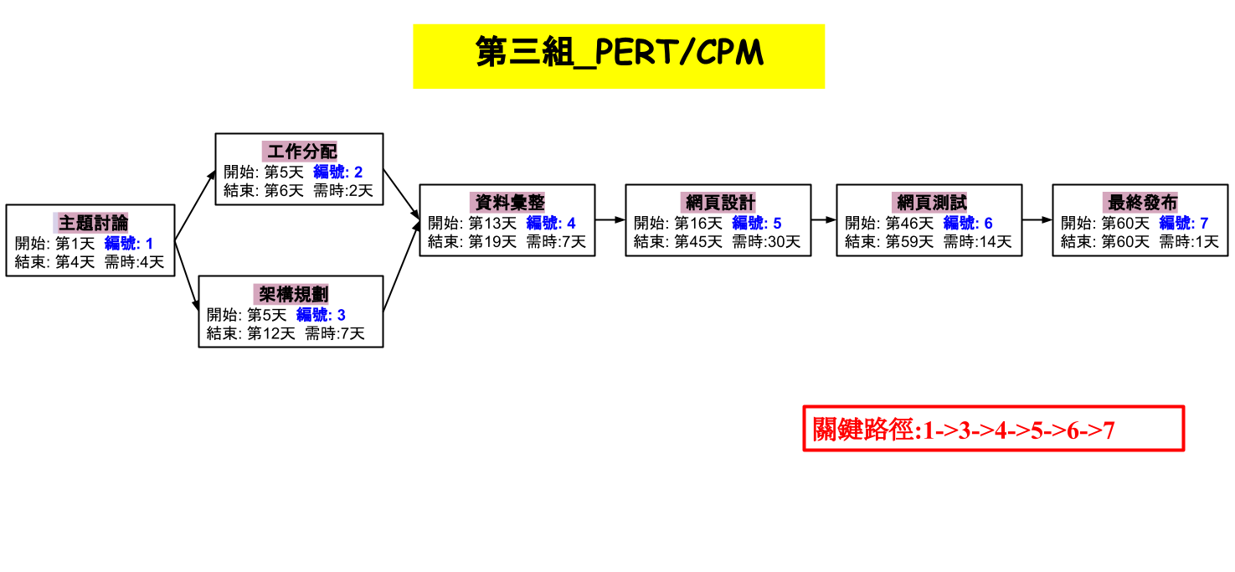 第三組_PERT/CPM
主題討論
開始: 第1天 編號: 1
結束: 第4天 需時:4天
工作分配
開始: 第5天 編號: 2
結束: 第6天 需時:2天
架構規劃
開始: 第5天 編號: 3
結束: 第12天 需時:7天
資料彙整
開始: 第13天 編號: 4
結束: 第19天 需時:7天
網頁設計
開始: 第16天 編號: 5
結束: 第45天 需時:30天
網頁測試
開始: 第46天 編號: 6
結束: 第59天 需時:14天
最終發布
開始: 第60天 編號: 7
結束: 第60天 需時:1天
關鍵路徑:1->3->4->5->6->7